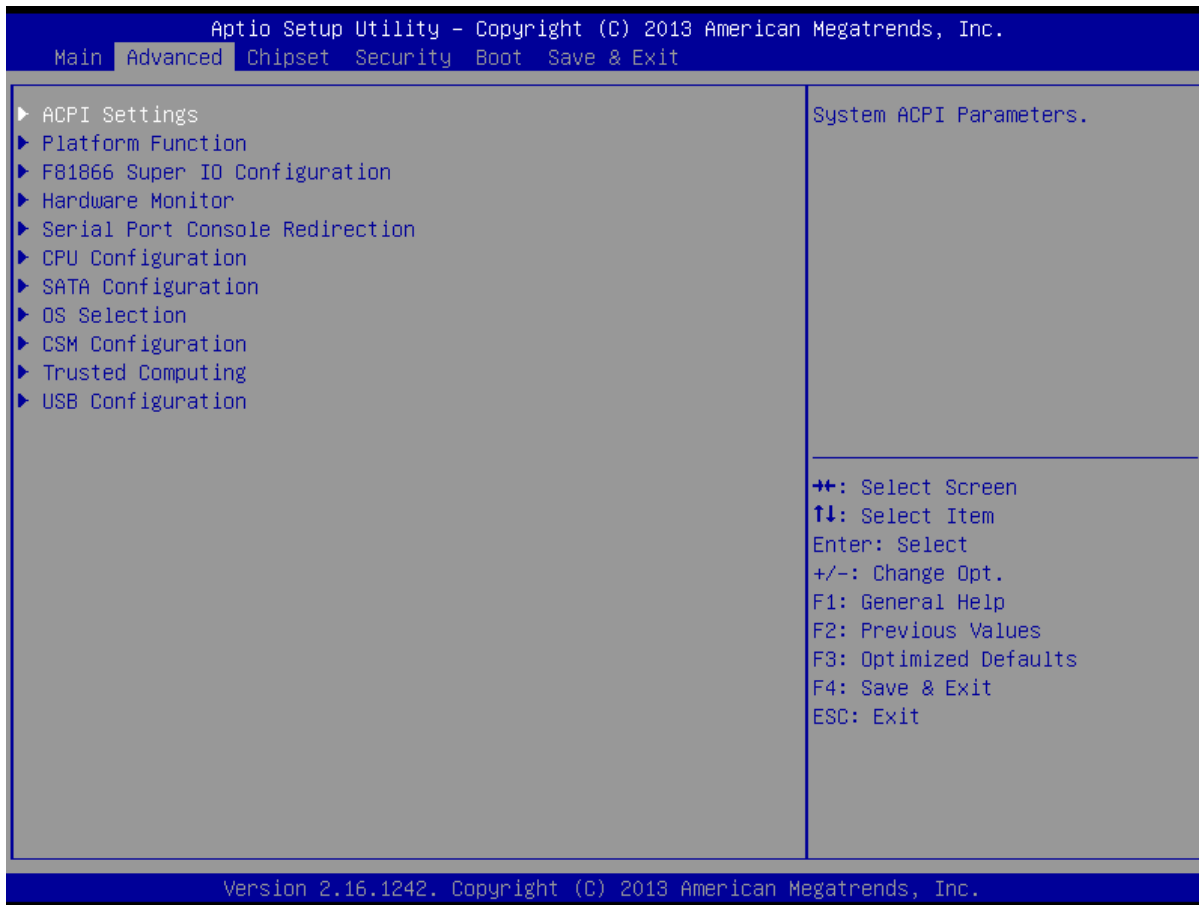 Aptio Setup Utility – Copyright (C) 2013 American Megatrends, Inc.
Main Advanced Chipset Security Boot Save & Exit
▶ ACPI Settings
▶ Platform Function
▶ F81866 Super IO Configuration
▶ Hardware Monitor
▶ Serial Port Console Redirection
▶ CPU Configuration
▶ SATA Configuration
▶ OS Selection
▶ CSM Configuration
▶ Trusted Computing
▶ USB Configuration
System ACPI Parameters.
→←: Select Screen
↑↓: Select Item
Enter: Select
+/-: Change Opt.
F1: General Help
F2: Previous Values
F3: Optimized Defaults
F4: Save & Exit
ESC: Exit
Version 2.16.1242. Copyright (C) 2013 American Megatrends, Inc.